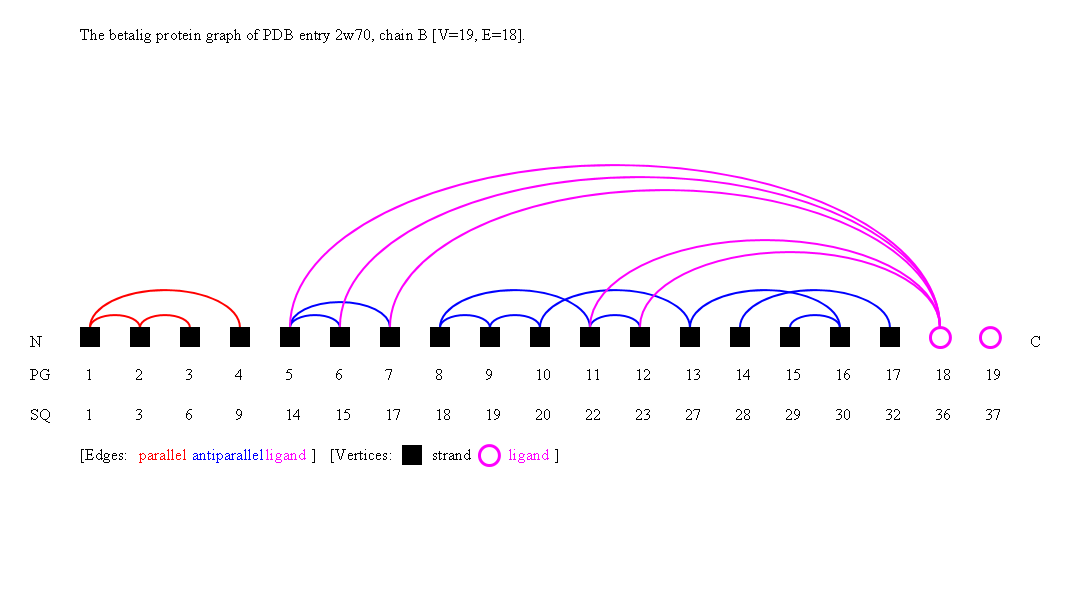 The betalig protein graph of PDB entry 2w70, chain B [V=19, E=18].
N C
PG 1 2 3 4 5 6 7 8 9 10 11 12 13 14 15 16 17 18 19
SQ 1 3 6 9 14 15 17 18 19 20 22 23 27 28 29 30 32 36 37
[Edges: parallel antiparallel ligand ] [Vertices: strand ligand ]